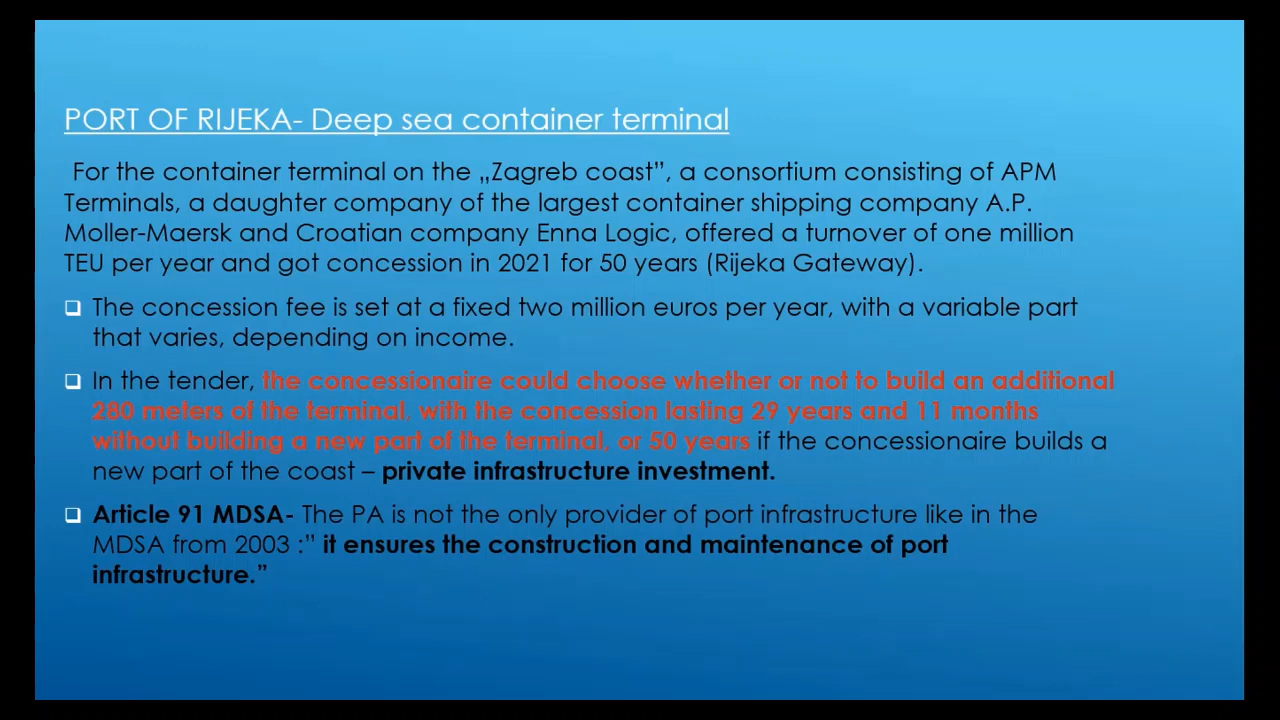 PORT OF RIJEKA- Deep sea container terminal
For the container terminal on the „Zagreb coast”, a consortium consisting of APM
Terminals, a daughter company of the largest container shipping company A.P.
Moller-Maersk and Croatian company Enna Logic, offered a turnover of one million
TEU per year and got concession in 2021 for 50 years (Rijeka Gateway).
The concession fee is set at a fixed two million euros per year, with a variable part
that varies, depending on income.
In the tender, the concessionaire could choose whether or not to build an additional
280 meters of the terminal, with the concession lasting 29 years and 11 months
without building a new part of the terminal, or 50 years if the concessionaire builds a
new part of the coast – private infrastructure investment.
Article 91 MDSA- The PA is not the only provider of port infrastructure like in the
MDSA from 2003 :” it ensures the construction and maintenance of port
infrastructure.”